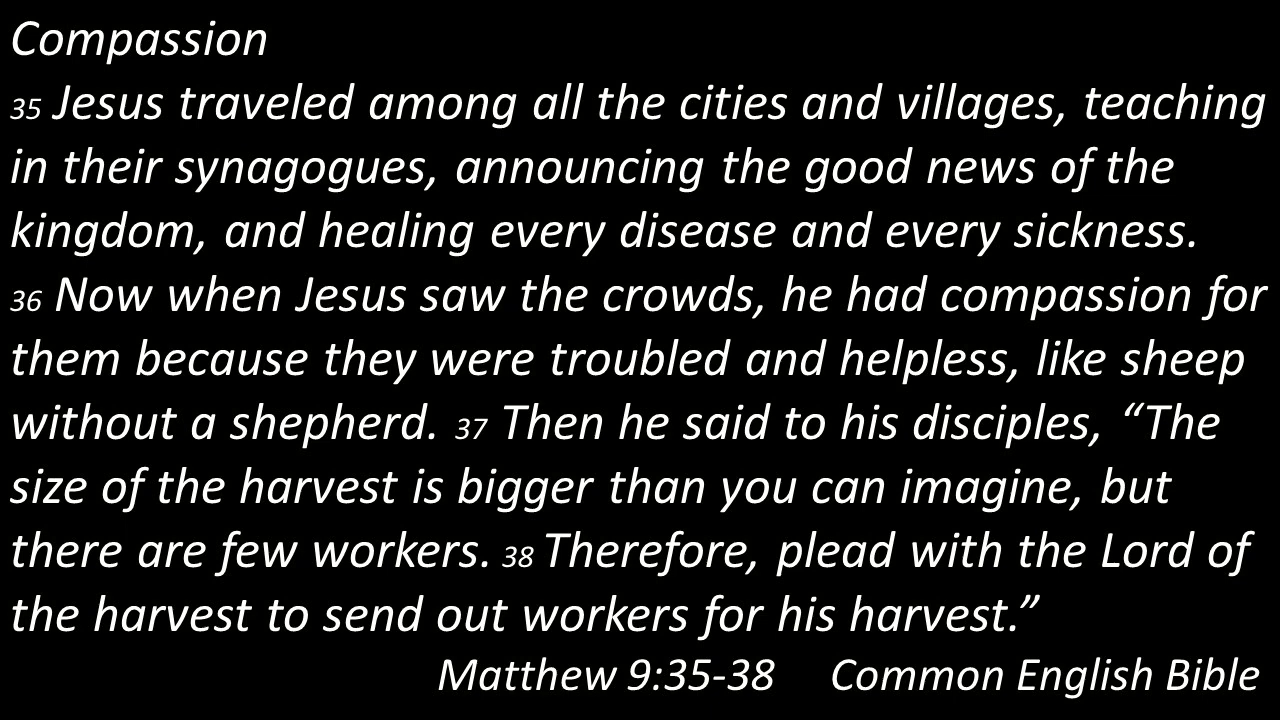 Compassion
35 Jesus traveled among all the cities and villages, teaching
in their synagogues, announcing the good news of the
kingdom, and healing every disease and every sickness.
36 Now when Jesus saw the crowds, he had compassion for
them because they were troubled and helpless, like sheep
without a shepherd. 37 Then he said to his disciples, “The
size of the harvest is bigger than you can imagine, but
there are few workers. 38 Therefore, plead with the Lord of
the harvest to send out workers for his harvest.”
Matthew 9:35-38 Common English Bible